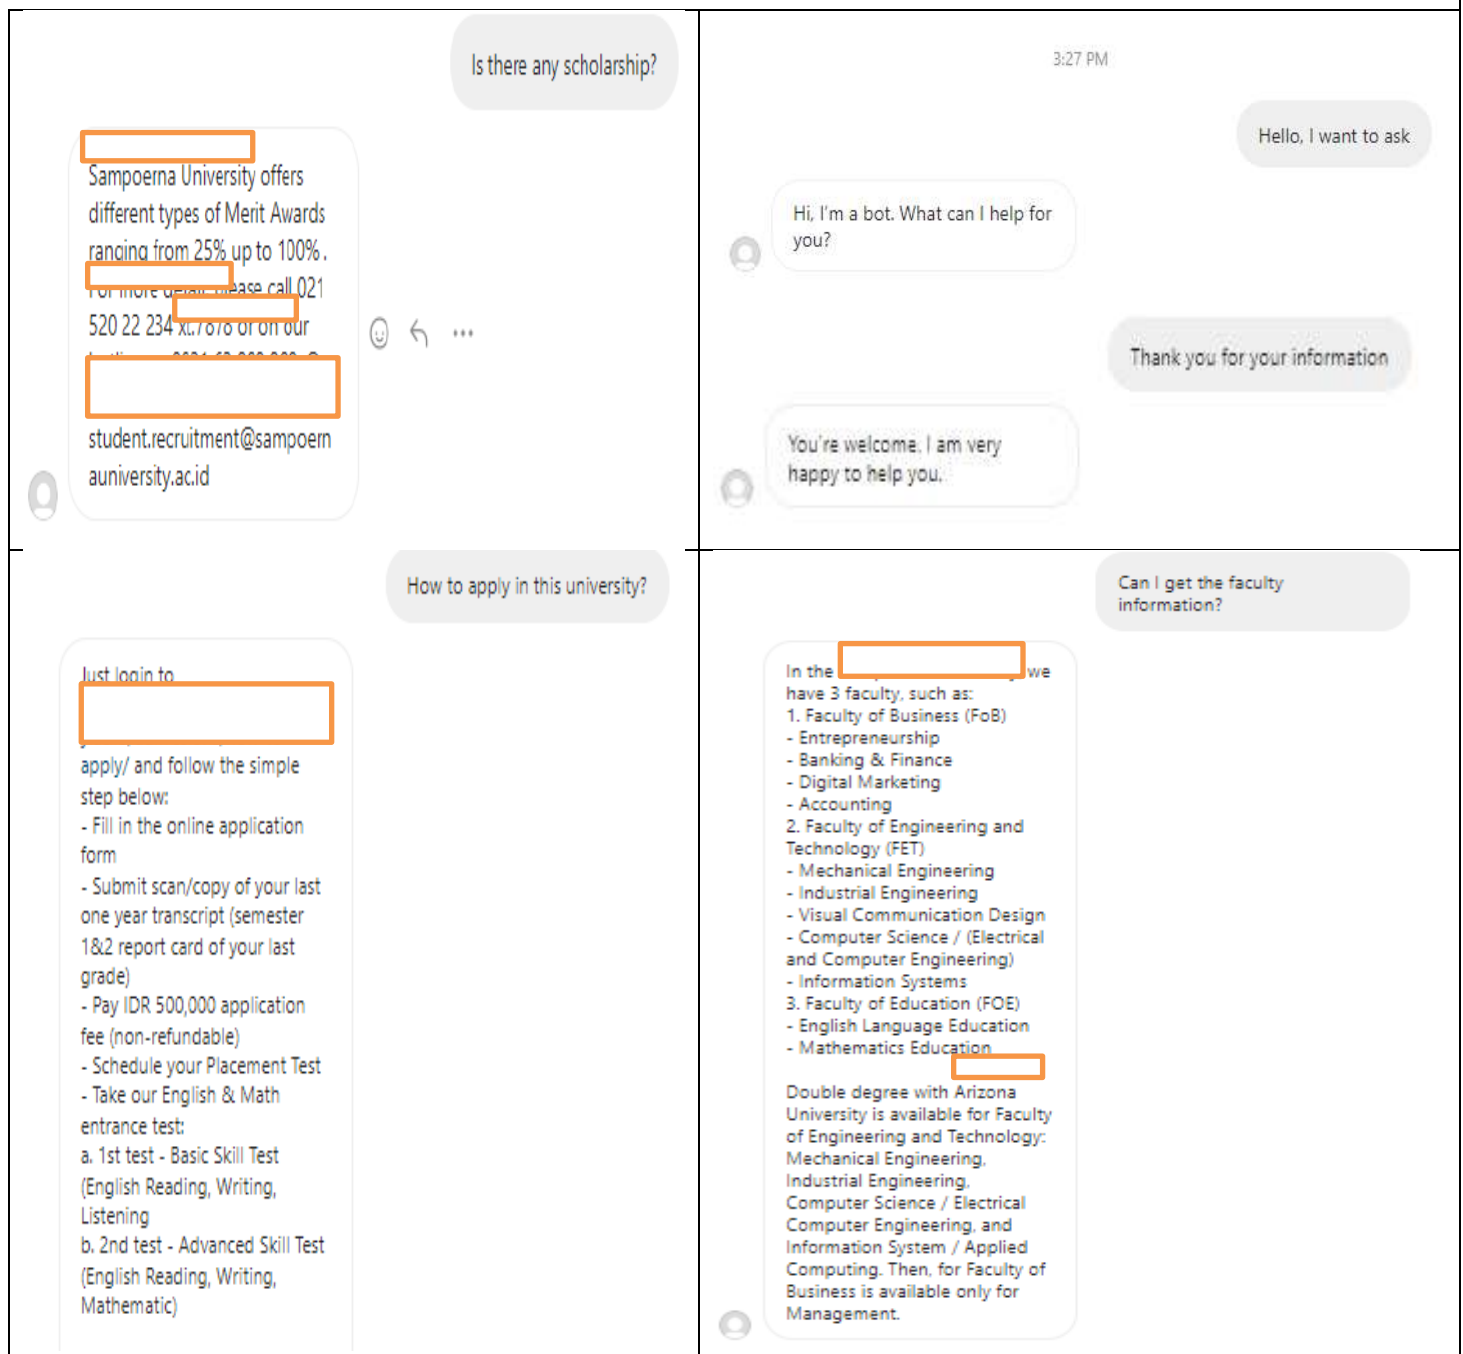 Is there any scholarship?
Sampoerna University offers
different types of Merit Awards
ranging from 25% up to 100%.
please call 021
520 22 234 xt.7878 or on our
student.recruitment@sampoern
auniversity.ac.id
3:27 PM
Hello, I want to ask
Hi, I'm a bot. What can I help for
you?
Thank you for your information
You're welcome. I am very
happy to help you.
How to apply in this university?
Just login to
apply/ and follow the simple
step below:
- Fill in the online application
form
- Submit scan/copy of your last
one year transcript (semester
1&2 report card of your last
grade)
- Pay IDR 500,000 application
fee (non-refundable)
- Schedule your Placement Test
- Take our English & Math
entrance test:
a. 1st test - Basic Skill Test
(English Reading, Writing,
Listening
b. 2nd test - Advanced Skill Test
(English Reading, Writing,
Mathematic)
Can I get the faculty
information?
In the we
have 3 faculty, such as:
1. Faculty of Business (FoB)
- Entrepreneurship
- Banking & Finance
- Digital Marketing
- Accounting
2. Faculty of Engineering and
Technology (FET)
- Mechanical Engineering
- Industrial Engineering
- Visual Communication Design
- Computer Science / (Electrical
and Computer Engineering)
- Information Systems
3. Faculty of Education (FOE)
- English Language Education
- Mathematics Education
Double degree with Arizona
University is available for Faculty
of Engineering and Technology:
Mechanical Engineering,
Industrial Engineering,
Computer Science / Electrical
Computer Engineering, and
Information System / Applied
Computing. Then, for Faculty of
Business is available only for
Management.